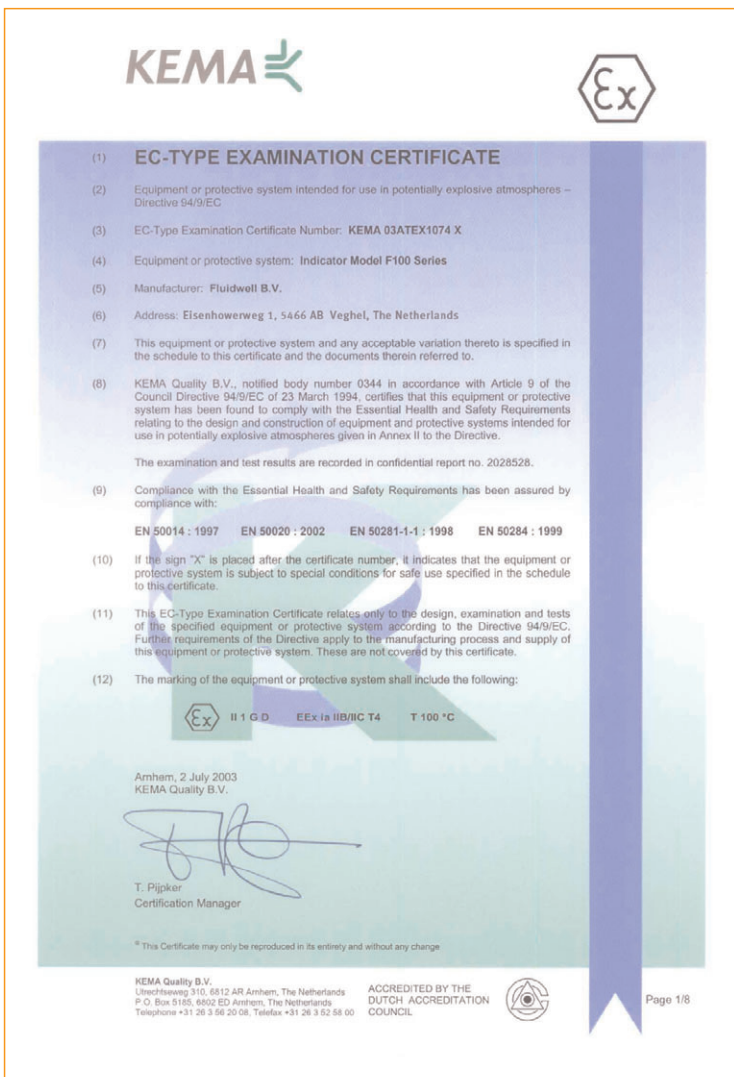 KEMA
Ex
(1) EC-TYPE EXAMINATION CERTIFICATE
(2) Equipment or protective system intended for use in potentially explosive atmospheres –
Directive 94/9/EC
(3) EC-Type Examination Certificate Number: KEMA 03ATEX1074 X
(4) Equipment or protective system: Indicator Model F100 Series
(5) Manufacturer: Fluidwell B.V.
(6) Address: Eisenhowerweg 1, 5466 AB Veghel, The Netherlands
(7) This equipment or protective system and any acceptable variation thereto is specified in
the schedule to this certificate and the documents therein referred to.
(8) KEMA Quality B.V., notified body number 0344 in accordance with Article 9 of the
Council Directive 94/9/EC of 23 March 1994, certifies that this equipment or protective
system has been found to comply with the Essential Health and Safety Requirements
relating to the design and construction of equipment and protective systems intended for
use in potentially explosive atmospheres given in Annex II to the Directive.
The examination and test results are recorded in confidential report no. 2028528.
(9) Compliance with the Essential Health and Safety Requirements has been assured by
compliance with:
EN 50014 : 1997 EN 50020 : 2002 EN 50281-1-1 : 1998 EN 50284 : 1999
(10) If the sign "X" is placed after the certificate number, it indicates that the equipment or
protective system is subject to special conditions for safe use specified in the schedule
to this certificate.
(11) This EC-Type Examination Certificate relates only to the design, examination and tests
of the specified equipment or protective system according to the Directive 94/9/EC.
Further requirements of the Directive apply to the manufacturing process and supply of
this equipment or protective system. These are not covered by this certificate.
(12) The marking of the equipment or protective system shall include the following:
Ex II 1 G D EEx ia IIB/IIC T4 T 100 °C
Arnhem, 2 July 2003
KEMA Quality B.V.
T. Pijpker
Certification Manager
® This Certificate may only be reproduced in its entirety and without any change
KEMA Quality B.V.
Utrechtseweg 310, 6812 AR Arnhem, The Netherlands
P.O. Box 5185, 6802 ED Arnhem, The Netherlands
Telephone +31 26 3 56 20 08, Telefax +31 26 3 52 58 00
ACCREDITED BY THE
DUTCH ACCREDITATION
COUNCIL
Page 1/8